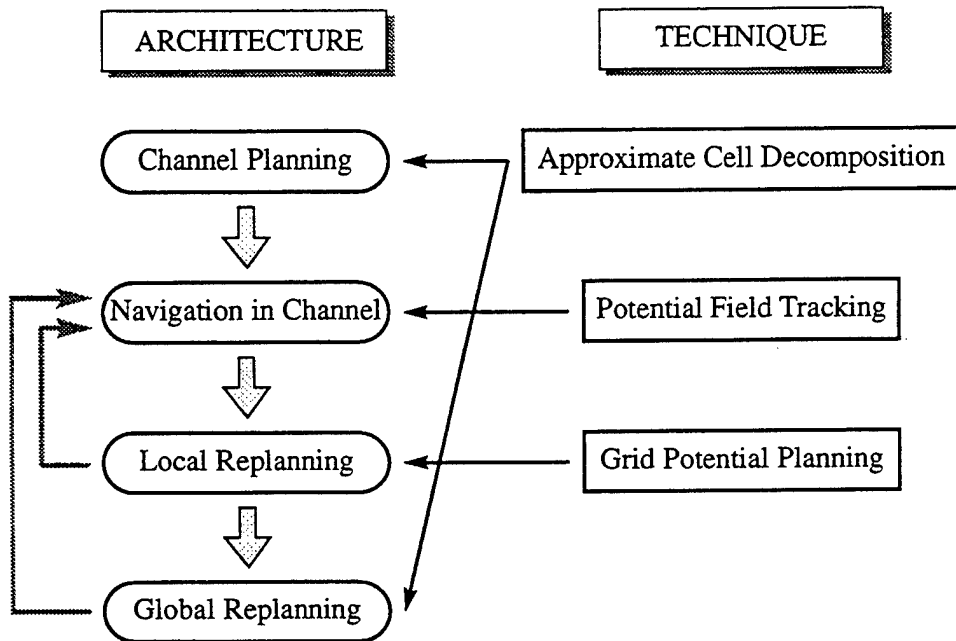 ARCHITECTURE
TECHNIQUE
Channel Planning
Approximate Cell Decomposition
Navigation in Channel
Potential Field Tracking
Local Replanning
Grid Potential Planning
Global Replanning